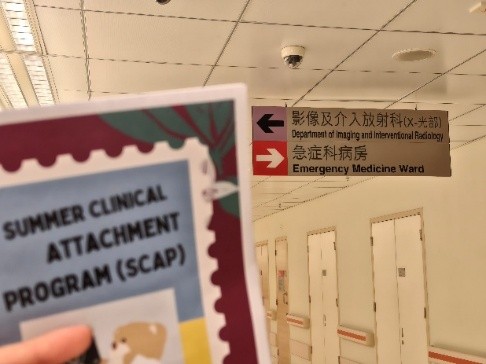 影像及介入放射科(X-光部)
Department of Imaging and Interventional Radiology
急症科病房
Emergency Medicine Ward
SUMMER CLINICAL
ATTACHMENT
PROGRAM (SCAP)